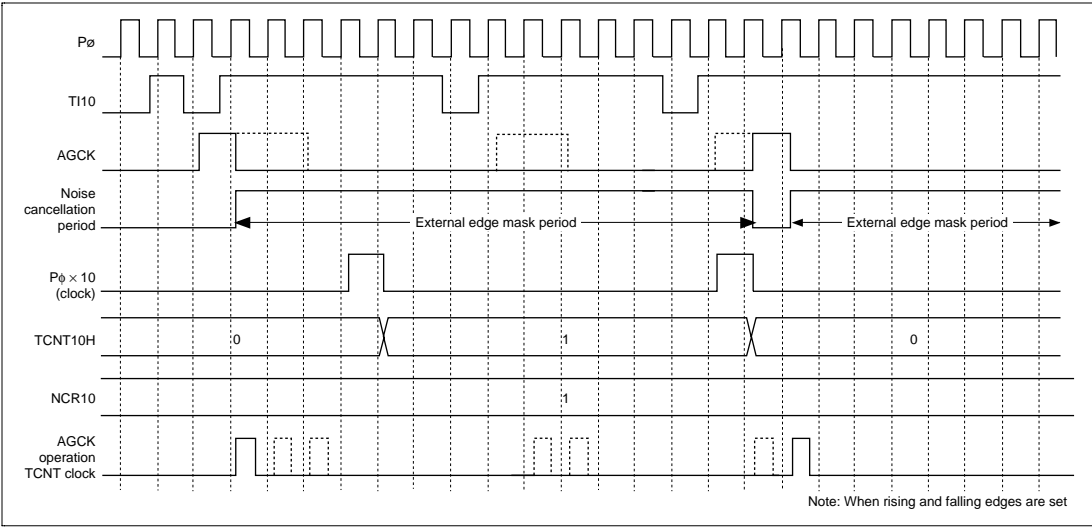 Pø
TI10
AGCK
Noise
cancellation
period
External edge mask period
External edge mask period
Pϕ × 10
(clock)
TCNT10H
0
1
0
NCR10
1
AGCK
operation
TCNT clock
Note: When rising and falling edges are set